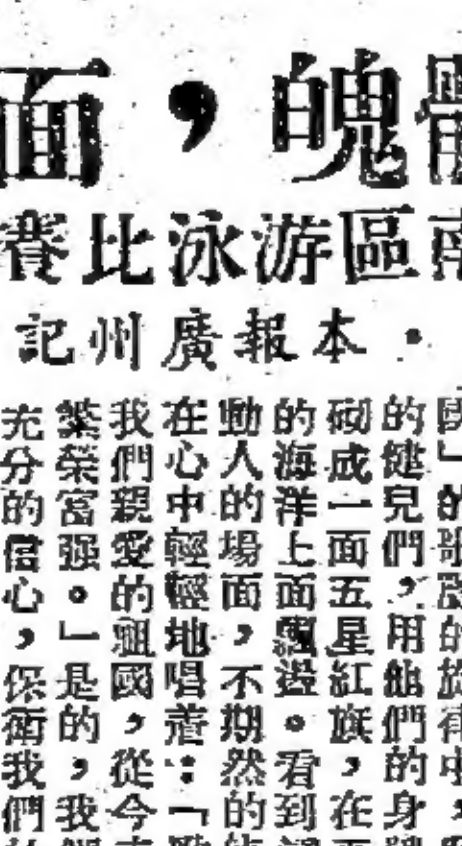 魄，面
南區游泳比賽
・本報廣州記
國」的歌聲的旋律中，
的健兒們，用他們的身
砌成一面五星紅旗，在
的海洋上面飄遊。看到
動人的場面，不期然的
在心中輕輕地唱着：「
我們親愛的祖國，從今
繁榮富强。」是的，我
充分的信心，保衛我們